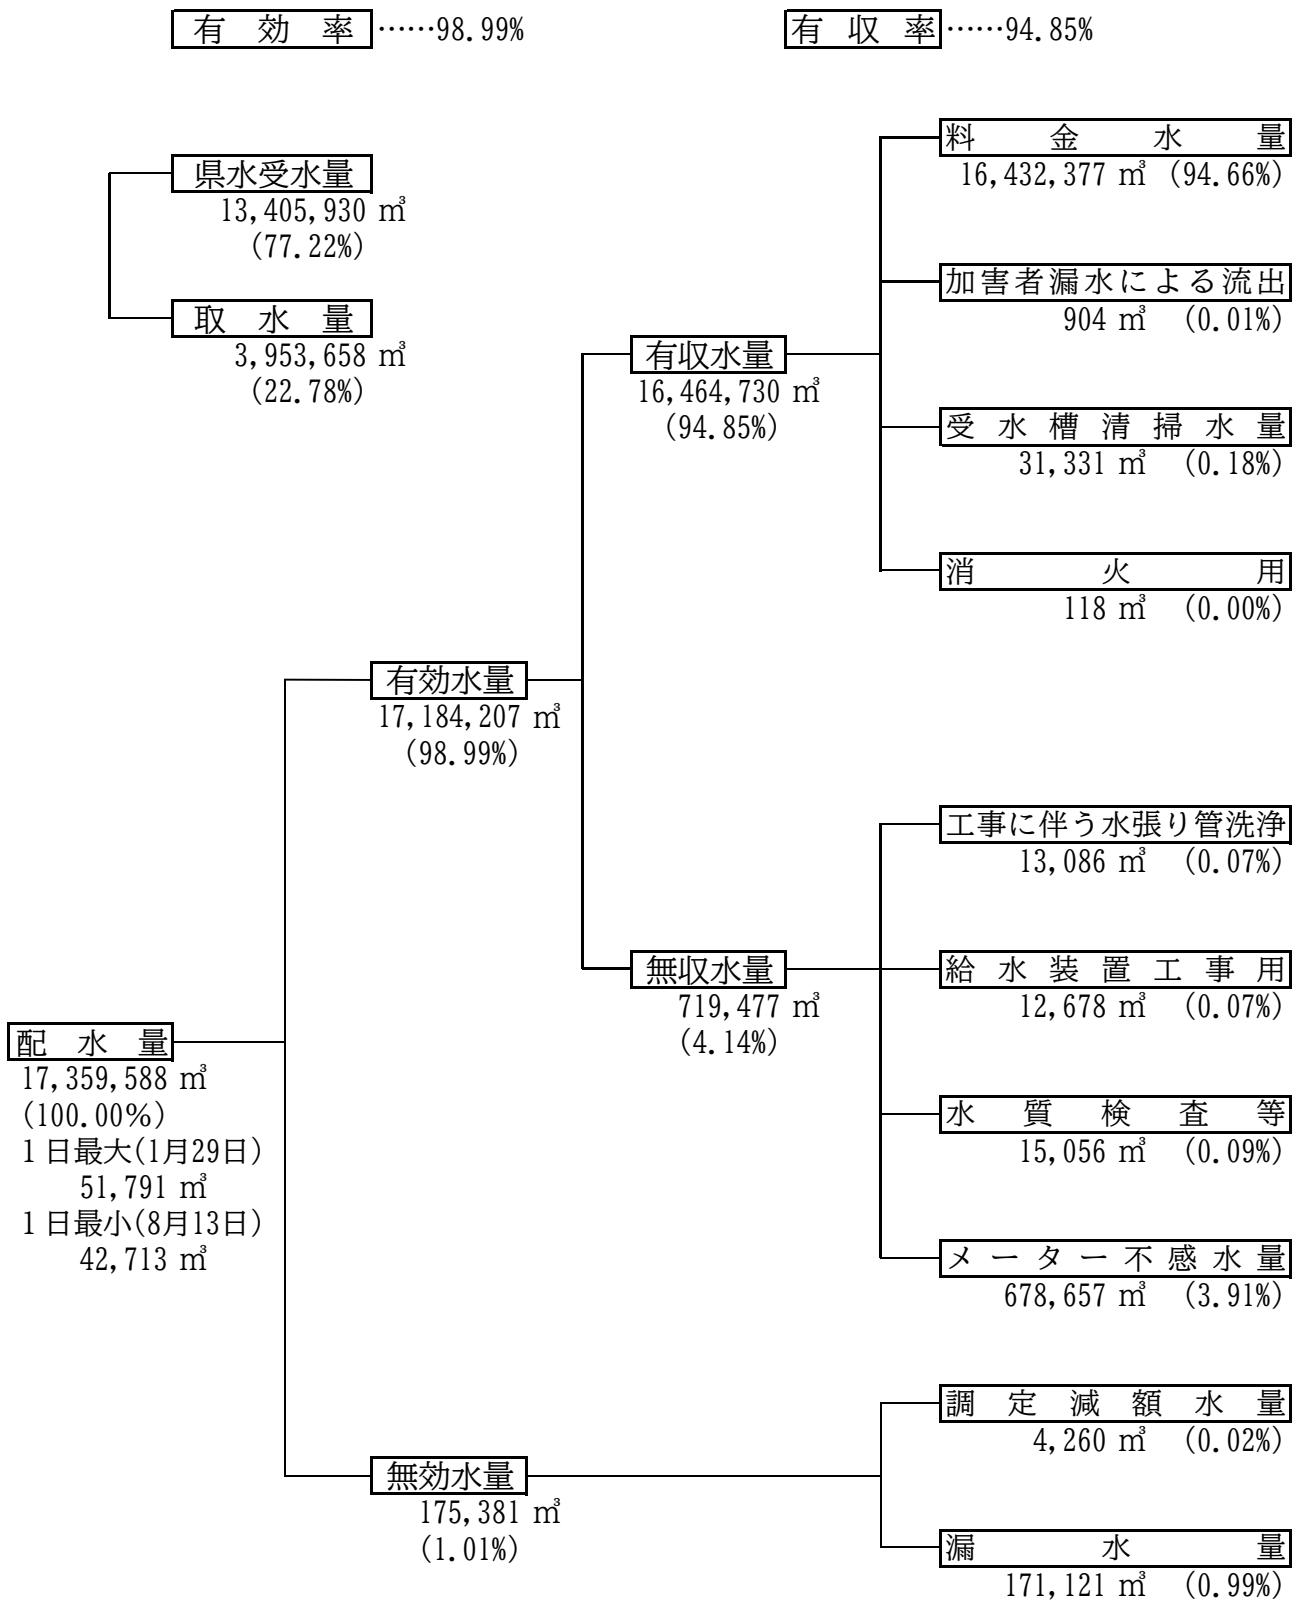 有効率……98.99%
有収率……94.85%
県水受水量
13,405,930 ㎥
(77.22%)
取水量
3,953,658 ㎥
(22.78%)
配水量
17,359,588 ㎥
(100.00%)
1日最大(1月29日)
51,791 ㎥
1日最小(8月13日)
42,713 ㎥
有効水量
17,184,207 ㎥
(98.99%)
無効水量
175,381 ㎥
(1.01%)
有収水量
16,464,730 ㎥
(94.85%)
無収水量
719,477 ㎥
(4.14%)
料金水量
16,432,377 ㎥ (94.66%)
加害者漏水による流出
904 ㎥ (0.01%)
受水槽清掃水量
31,331 ㎥ (0.18%)
消火用
118 ㎥ (0.00%)
工事に伴う水張り管洗浄
13,086 ㎥ (0.07%)
給水装置工事用
12,678 ㎥ (0.07%)
水質検査等
15,056 ㎥ (0.09%)
メーター不感水量
678,657 ㎥ (3.91%)
調定減額水量
4,260 ㎥ (0.02%)
漏水量
171,121 ㎥ (0.99%)